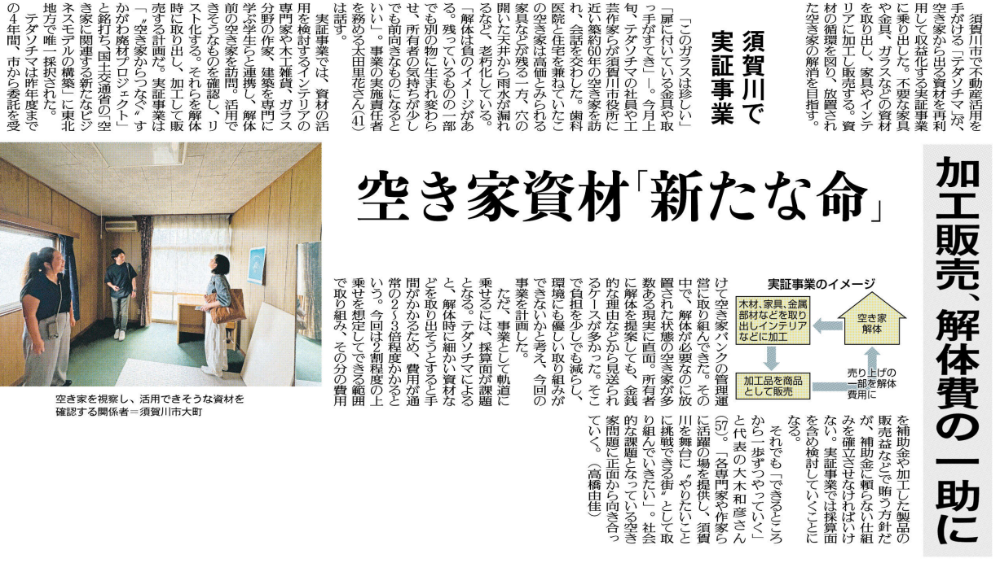 加工販売、解体費の一助に
空き家資材「新たな命」
須賀川で
実証事業
須賀川市で不動産活用を
手がける「テダソチマ」が、
空き家から出る資材を再利
用して収益化する実証事業
に乗り出した。不要な家具
や金具、ガラスなどの資材
を取り出し、家具やインテ
リアに加工し販売する。資
材の循環を図り、放置され
た空き家の解消を目指す。
「このガラスは珍しい」
「扉に付いている金具や取
っ手がすてき」―。今月上
旬、テダソチマの社員や工
芸作家らが須賀川市役所に
近い築約60年の空き家を訪
れ、会話を交わした。歯科
医院と住宅を兼ねていたこ
の空き家は高価とみられる
家具などが残る一方、穴の
開いた天井から雨水が漏れ
るなど、老朽化している。
「解体は負のイメージがあ
る。残っているものの一部
でも別の物に生まれ変わら
せ、所有者の気持ちが少し
でも前向きなものになると
いい」。事業の実施責任者
を務める太田里花さん(41)
は話す。
実証事業では、資材の活
用を検討するインテリアの
専門家や木工雑貨、ガラス
分野の作家、建築を専門に
学ぶ学生らと連携し、解体
前の空き家を訪問。活用で
きそうなものを確認し、リ
スト化する。それらを解体
時に取り出し、加工して販
売する計画だ。実証事業は
「〝空き家からつなぐ〟す
かがわ廃材プロジェクト」
と銘打ち、国土交通省の「空
き家に関連する新たなビジ
ネスモデルの構築」に東北
地方で唯一採択された。
テダソチマは昨年度まで
の4年間、市から委託を受
けて空き家バンクの管理運
営に取り組んできた。その
中で、解体が必要なのに放
置された状態の空き家が多
数ある現実に直面。所有者
に解体を提案しても、金銭
的な理由などから見送られ
るケースが多かった。そこ
で負担を少しでも減らし、
環境にも優しい取り組みが
できないかと考え、今回の
事業を計画した。
ただ、事業として軌道に
乗せるには、採算面が課題
となる。テダソチマによる
と、解体時に細かい資材な
どを取り出そうとすると手
間がかかるため、費用が通
常の2~3倍程度かかると
いう。今回は2割程度の上
乗せを想定してできる範囲
で取り組み、その分の費用
を補助金や加工した製品の
販売益などで賄う方針だ
が、補助金に頼らない仕組
みを確立させなければいけ
ない。実証事業では採算面
を含め検討していくことに
なる。
それでも「できるところ
から一歩ずつやっていく」
と代表の大木和彦さん
(57)。「各専門家や作家ら
に活躍の場を提供し、須賀
川を舞台に〝やりたいこと
に挑戦できる街〟として取
り組んでいきたい」。社会
的な課題となっている空き
家問題に正面から向き合っ
ていく。(高橋由佳)
実証事業のイメージ
空き家
解体
木材、家具、金属
部材などを取り
出しインテリア
などに加工
加工品を商品
として販売
売り上げの
一部を解体
費用に
空き家を視察し、活用できそうな資材を
確認する関係者=須賀川市大町